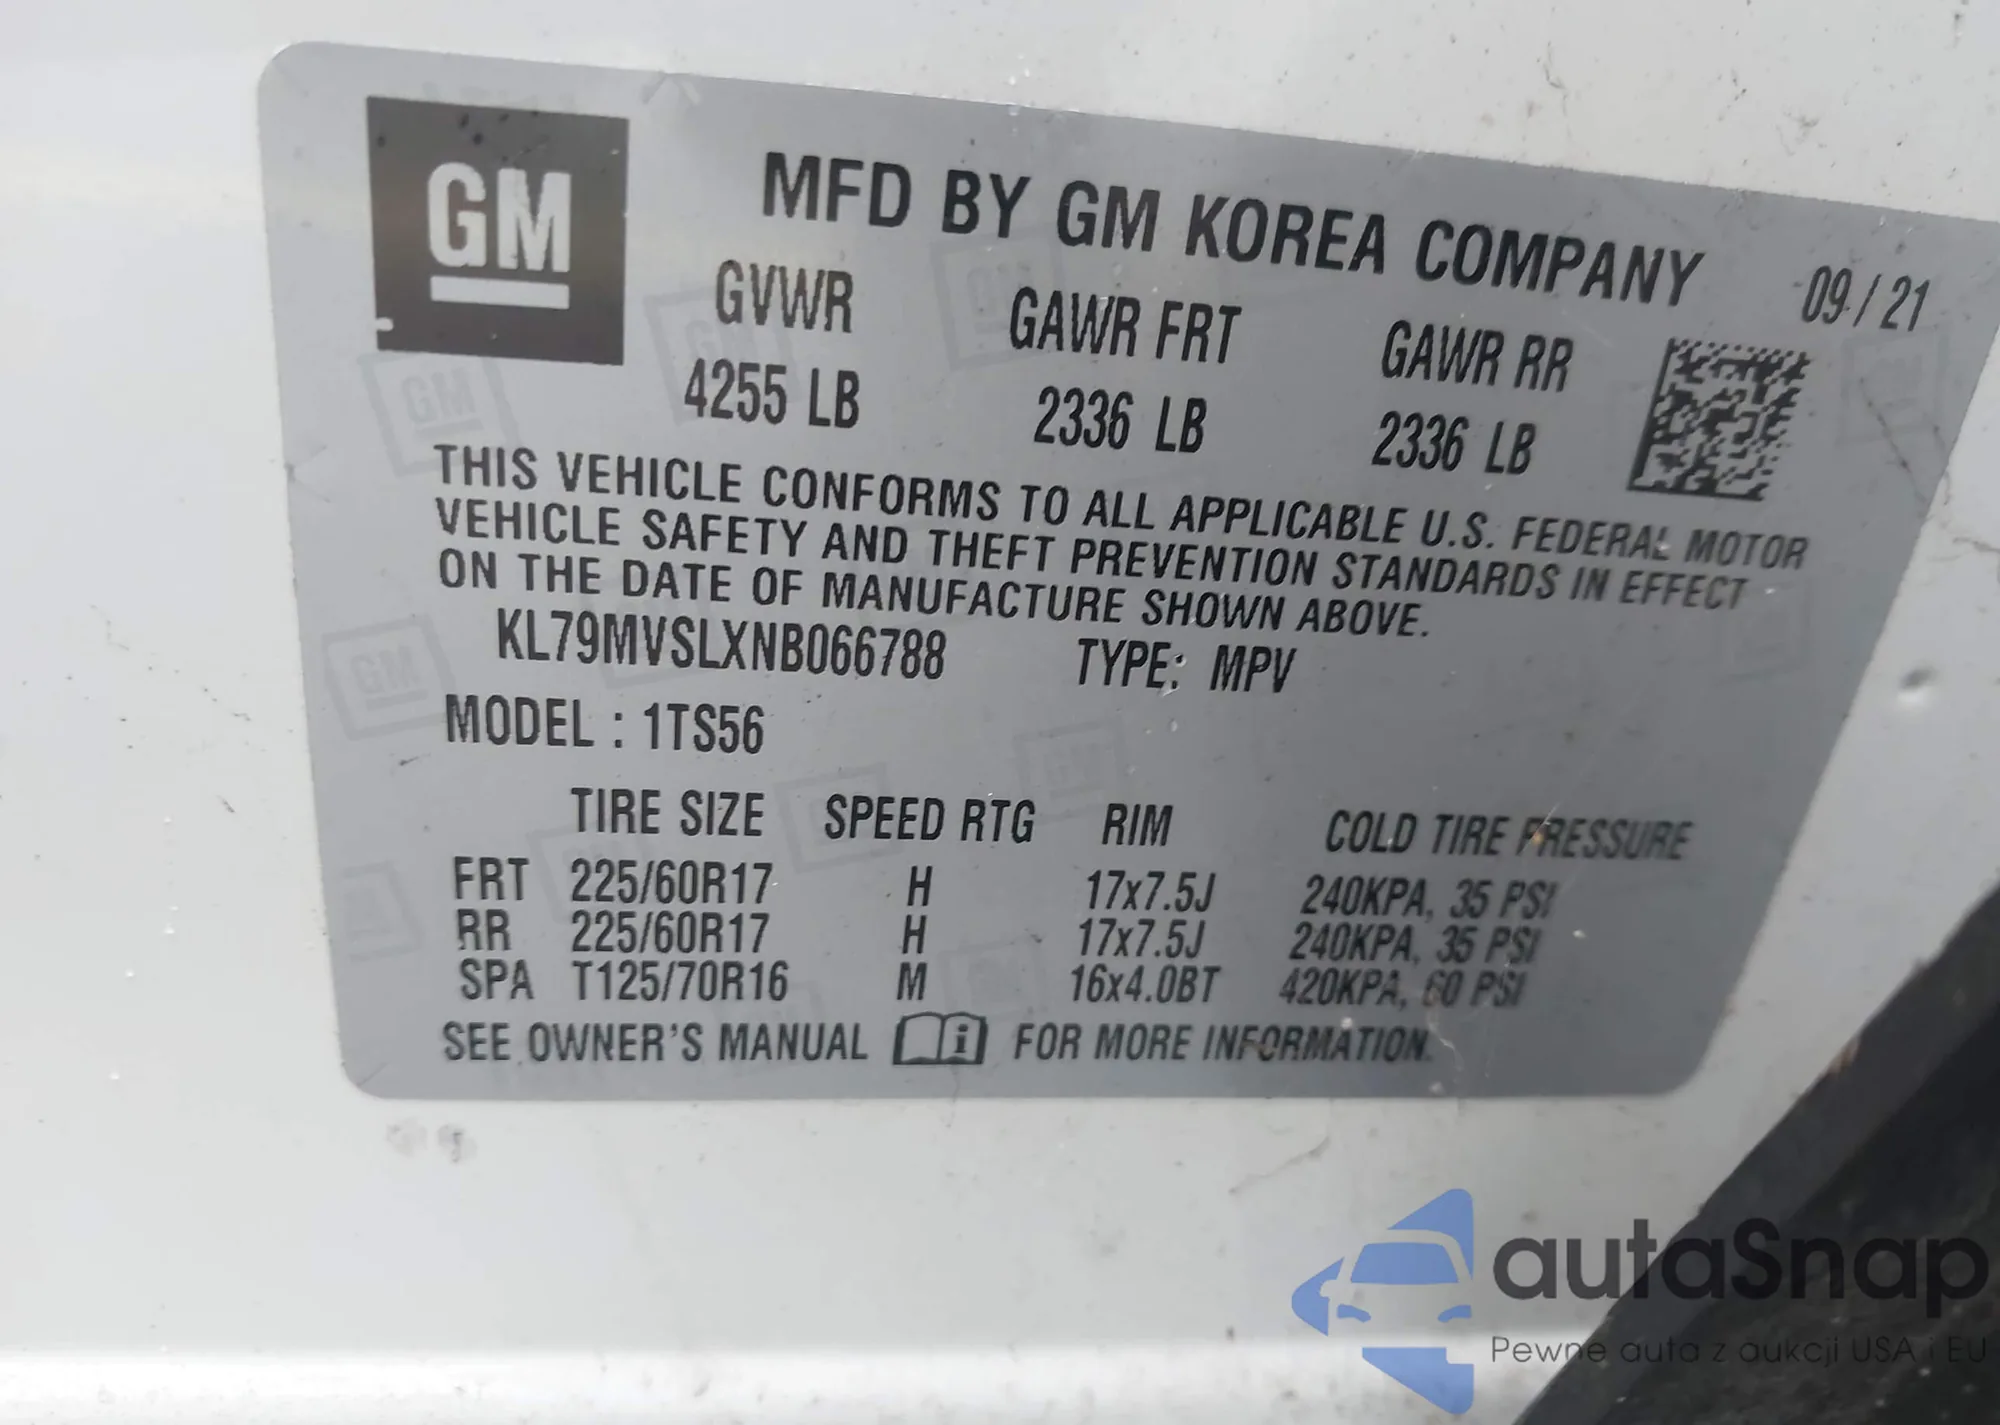 GM
MFD BY GM KOREA COMPANY 09/21
GVWR GAWR FRT GAWR RR
4255 LB 2336 LB 2336 LB
THIS VEHICLE CONFORMS TO ALL APPLICABLE U.S. FEDERAL MOTOR
VEHICLE SAFETY AND THEFT PREVENTION STANDARDS IN EFFECT
ON THE DATE OF MANUFACTURE SHOWN ABOVE.
KL79MVSLXNB066788 TYPE: MPV
MODEL : 1TS56
TIRE SIZE SPEED RTG RIM COLD TIRE PRESSURE
FRT 225/60R17 H 17x7.5J 240KPA, 35 PSI
RR 225/60R17 H 17x7.5J 240KPA, 35 PSI
SPA T125/70R16 M 16x4.0BT 420KPA, 60 PSI
SEE OWNER'S MANUAL i FOR MORE INFORMATION.
autaSnap
Pewne auta z aukcji USA i EU